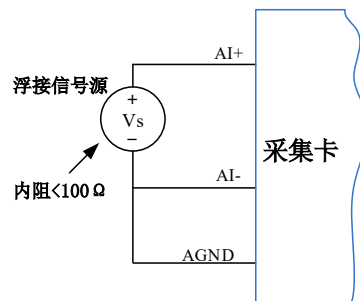 AI+
浮接信号源
+
Vs
−
采集卡
内阻<100Ω
AI-
AGND